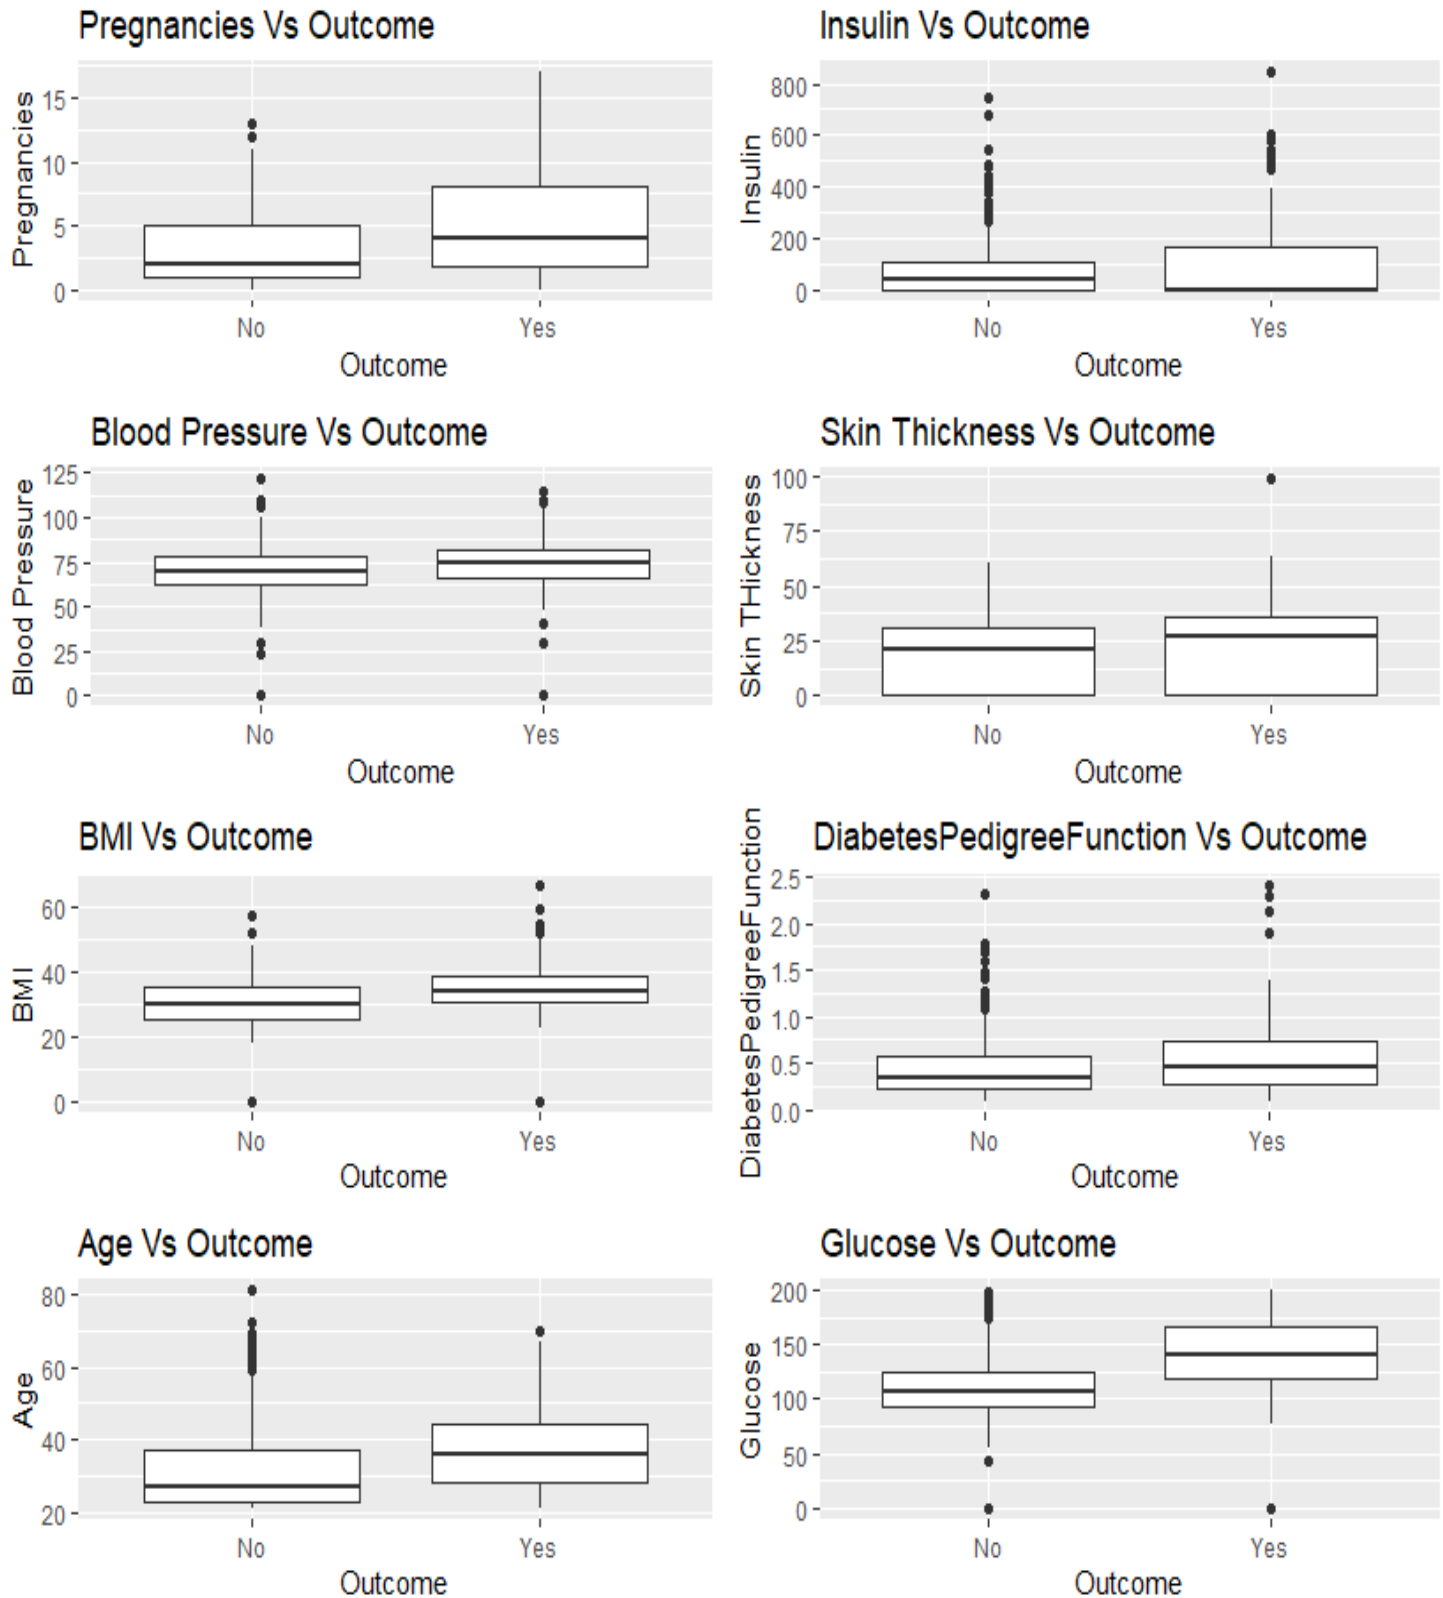 Pregnancies Vs Outcome
Pregnancies
15
10
5
0
No Yes
Outcome
Insulin Vs Outcome
Insulin
800
600
400
200
0
No Yes
Outcome
Blood Pressure Vs Outcome
Blood Pressure
125
100
75
50
25
0
No Yes
Outcome
Skin Thickness Vs Outcome
Skin THickness
100
75
50
25
0
No Yes
Outcome
BMI Vs Outcome
BMI
60
40
20
0
No Yes
Outcome
DiabetesPedigreeFunction Vs Outcome
DiabetesPedigreeFunction
2.5
2.0
1.5
1.0
0.5
0.0
No Yes
Outcome
Age Vs Outcome
Age
80
60
40
20
No Yes
Outcome
Glucose Vs Outcome
Glucose
200
150
100
50
0
No Yes
Outcome